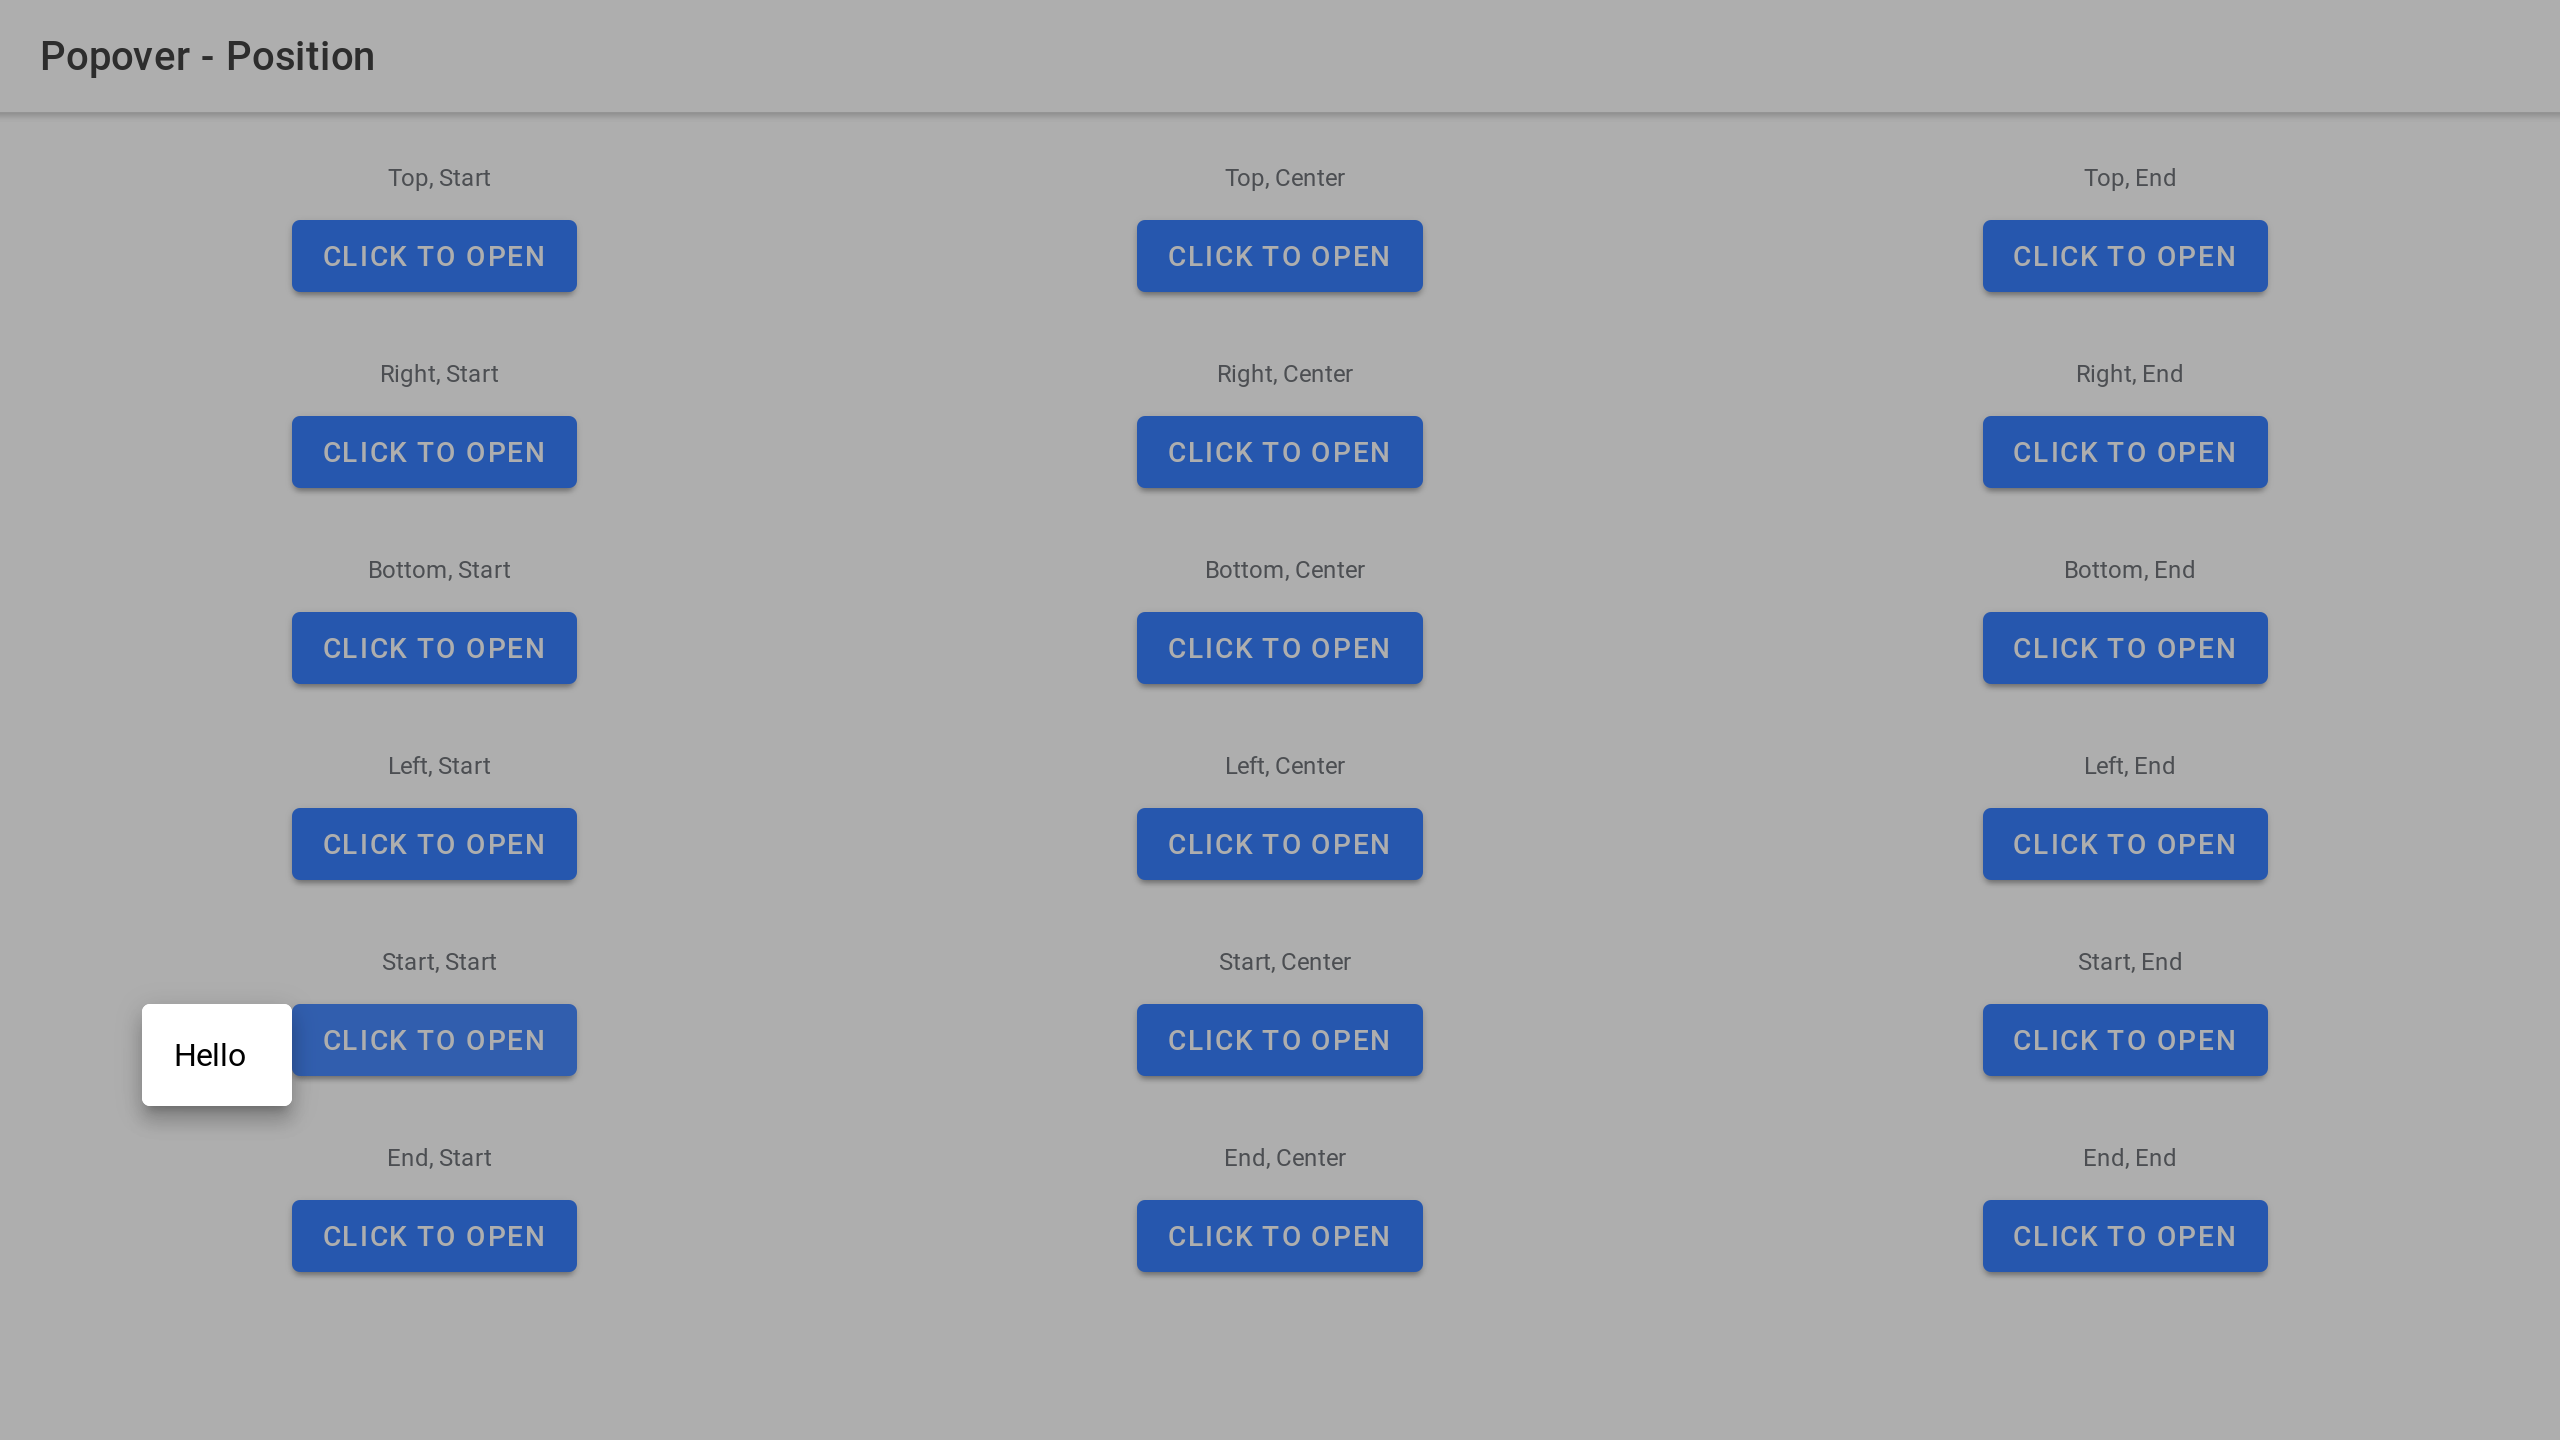 Popover - Position
Top, Start
Top, Center
Top, End
CLICK TO OPEN
CLICK TO OPEN
CLICK TO OPEN
Right, Start
Right, Center
Right, End
CLICK TO OPEN
CLICK TO OPEN
CLICK TO OPEN
Bottom, Start
Bottom, Center
Bottom, End
CLICK TO OPEN
CLICK TO OPEN
CLICK TO OPEN
Left, Start
Left, Center
Left, End
CLICK TO OPEN
CLICK TO OPEN
CLICK TO OPEN
Start, Start
Start, Center
Start, End
Hello
CLICK TO OPEN
CLICK TO OPEN
CLICK TO OPEN
End, Start
End, Center
End, End
CLICK TO OPEN
CLICK TO OPEN
CLICK TO OPEN